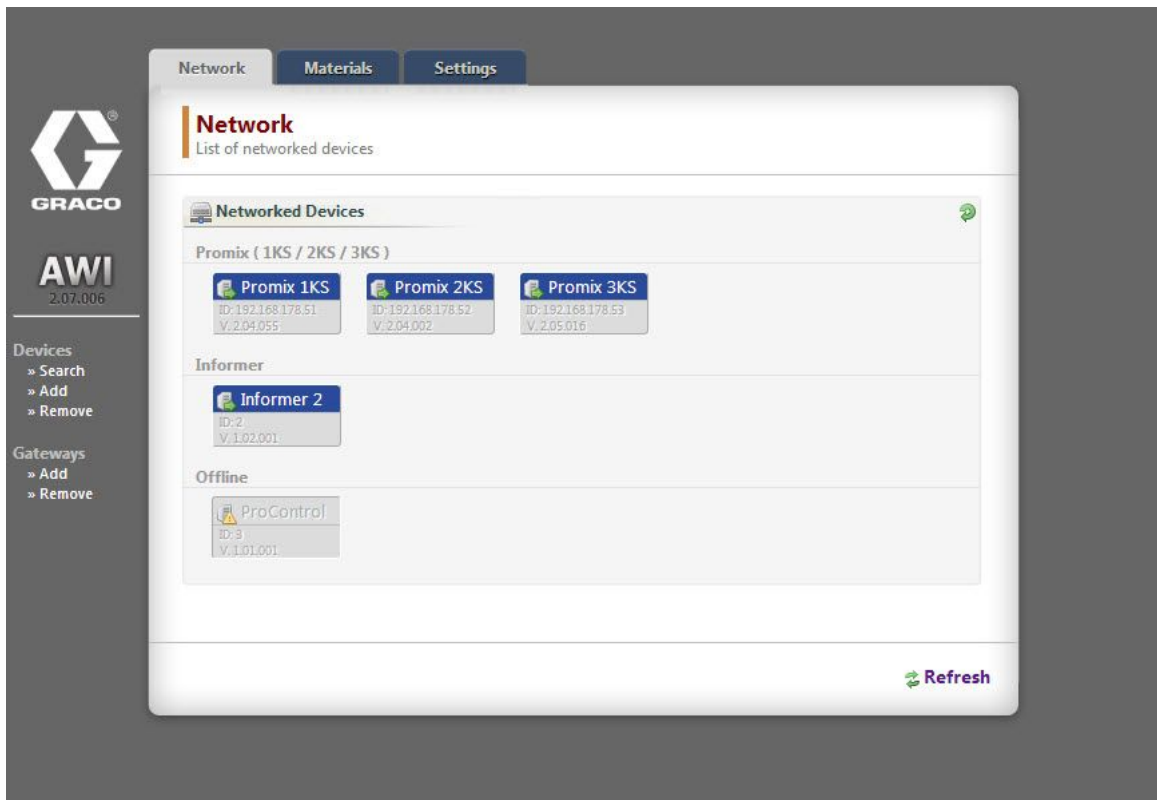 Network Materials Settings
Network
List of networked devices
®
GRACO
AWI
2.07.006
Devices
» Search
» Add
» Remove
Gateways
» Add
» Remove
Networked Devices
Promix ( 1KS / 2KS / 3KS )
Promix 1KS Promix 2KS Promix 3KS
ID: 192.168.178.51 ID: 192.168.178.52 ID: 192.168.178.53
V. 2.04.055 V. 2.04.002 V. 2.05.016
Informer
Informer 2
ID: 2
V. 1.02.001
Offline
ProControl
ID: 3
V. 1.01.001
Refresh